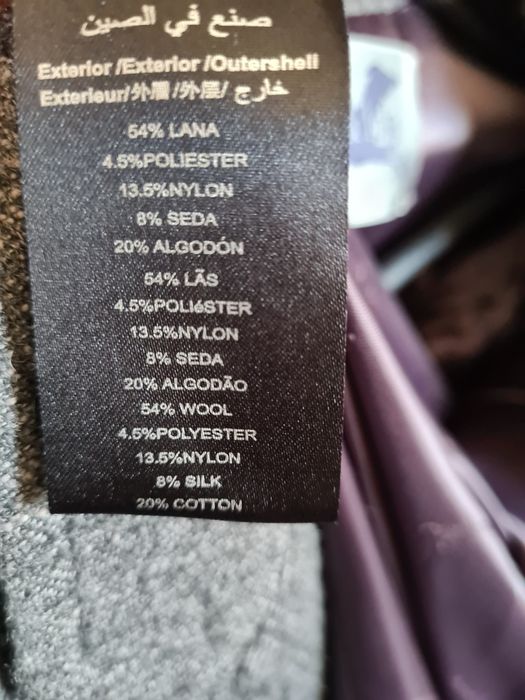 صنع في الصين
Exterior /Exterior /Outershell
Exterieur/外層 /外层/ خارج
54% LANA
4.5%POLIESTER
13.5%NYLON
8% SEDA
20% ALGODÓN
54% LÃS
4.5%POLIéSTER
13.5%NYLON
8% SEDA
20% ALGODÃO
54% WOOL
4.5%POLYESTER
13.5%NYLON
8% SILK
20% COTTON